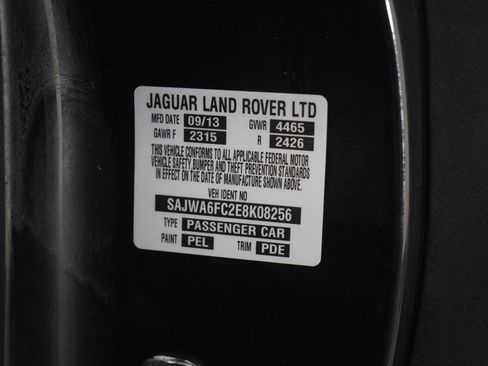 JAGUAR LAND ROVER LTD
MFD DATE 09/13 GVWR 4465
GAWR F 2315 R 2426
THIS VEHICLE CONFORMS TO ALL APPLICABLE FEDERAL MOTOR
VEHICLE SAFETY, BUMPER AND THEFT PREVENTION STANDARDS
IN EFFECT ON THE DATE OF MANUFACTURE SHOWN ABOVE.
VEH IDENT NO
SAJWA6FC2E8K08256
TYPE PASSENGER CAR
PAINT PEL TRIM PDE